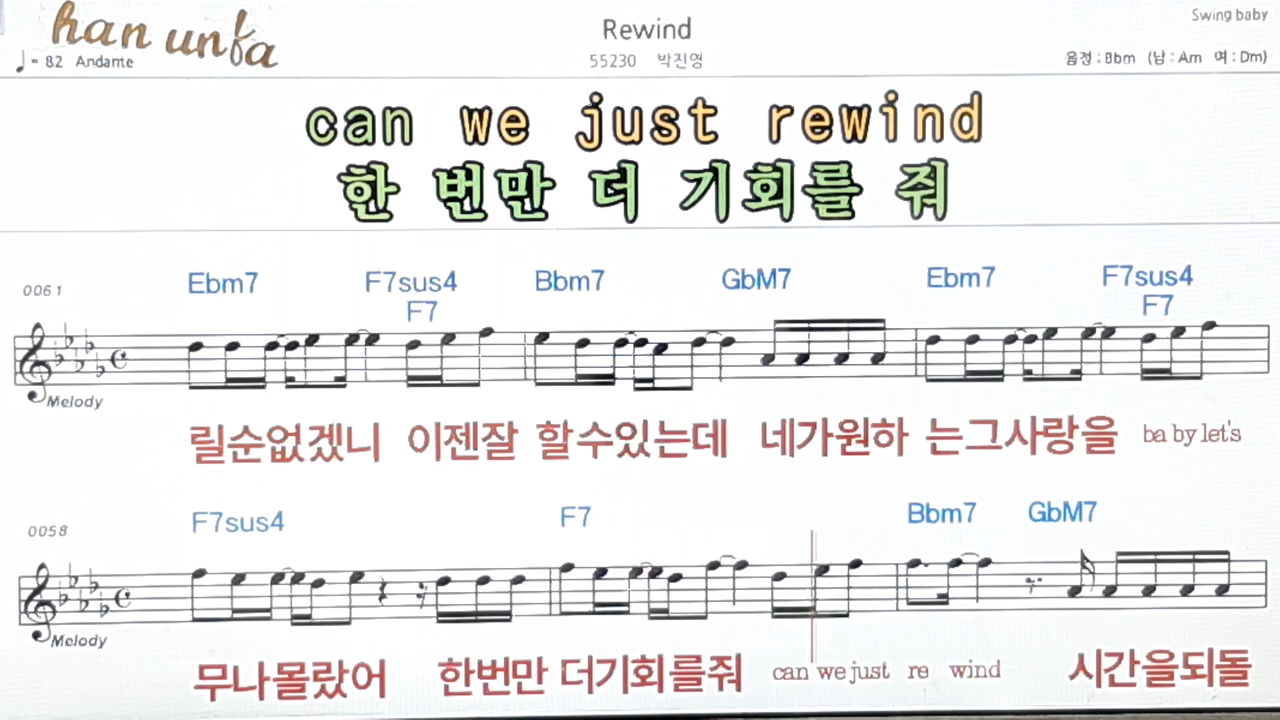 han unfa
Rewind
Swing baby
♩= 82 Andante
55230 박진영
음정 : Bbm (남 : Am 여 : Dm)
can we just rewind
한 번만 더 기회를 줘
Ebm7 F7sus4 Bbm7 GbM7 Ebm7 F7sus4
0061
F7 F7
Melody
릴순없겠니 이젠잘 할수있는데 네가원하 는그사랑을 ba by let's
F7sus4 F7 Bbm7 GbM7
0058
Melody
무나몰랐어 한번만 더기회를줘 can we just re wind 시간을되돌